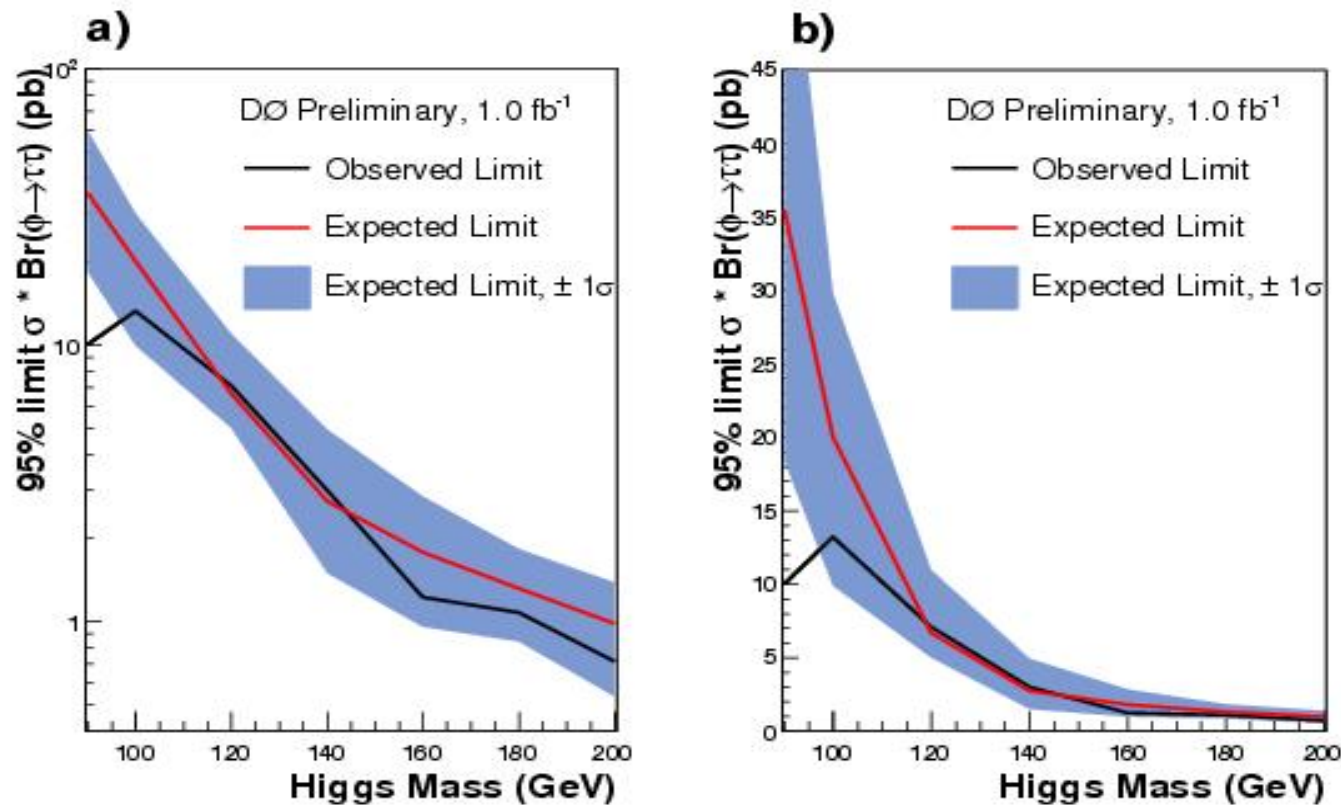 a)
95% limit σ * Br(ϕ→ττ) (pb)
10²
10
1
DØ Preliminary, 1.0 fb⁻¹
Observed Limit
Expected Limit
Expected Limit, ± 1σ
100 120 140 160 180 200
Higgs Mass (GeV)
b)
95% limit σ * Br(ϕ→ττ) (pb)
45
40
35
30
25
20
15
10
5
0
DØ Preliminary, 1.0 fb⁻¹
Observed Limit
Expected Limit
Expected Limit, ± 1σ
100 120 140 160 180 200
Higgs Mass (GeV)